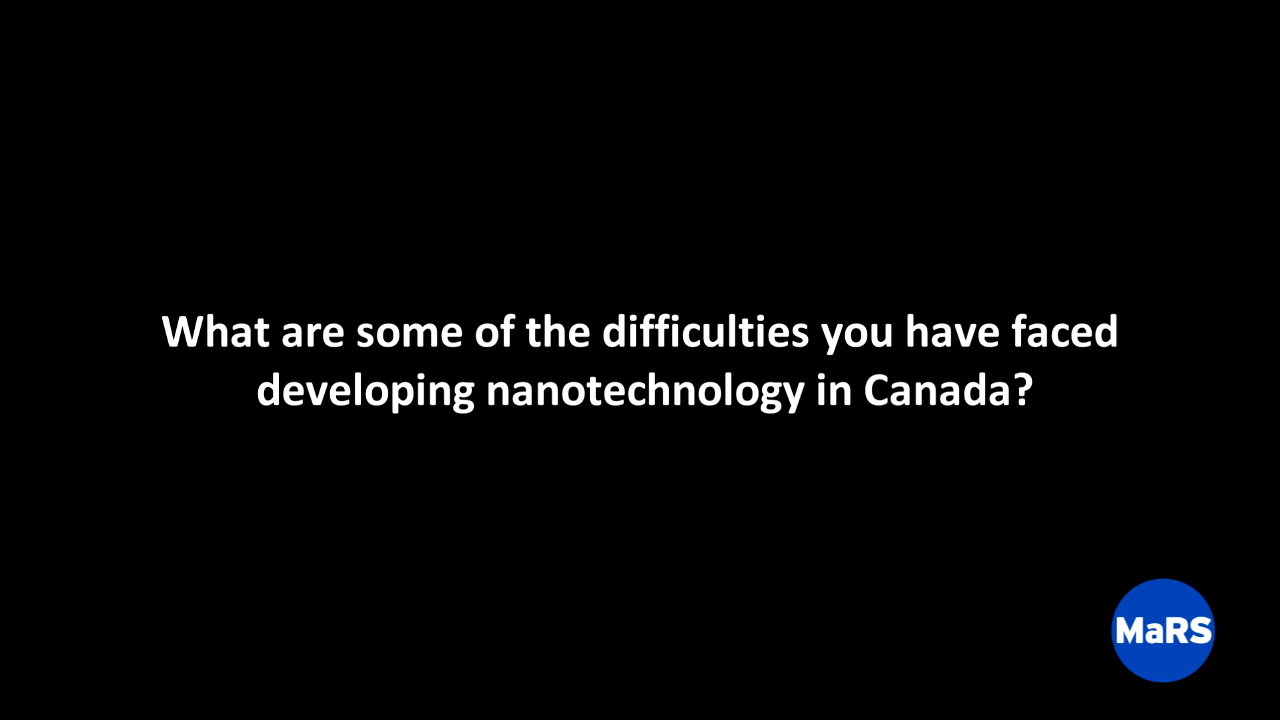 What are some of the difficulties you have faced
developing nanotechnology in Canada?
MaRS